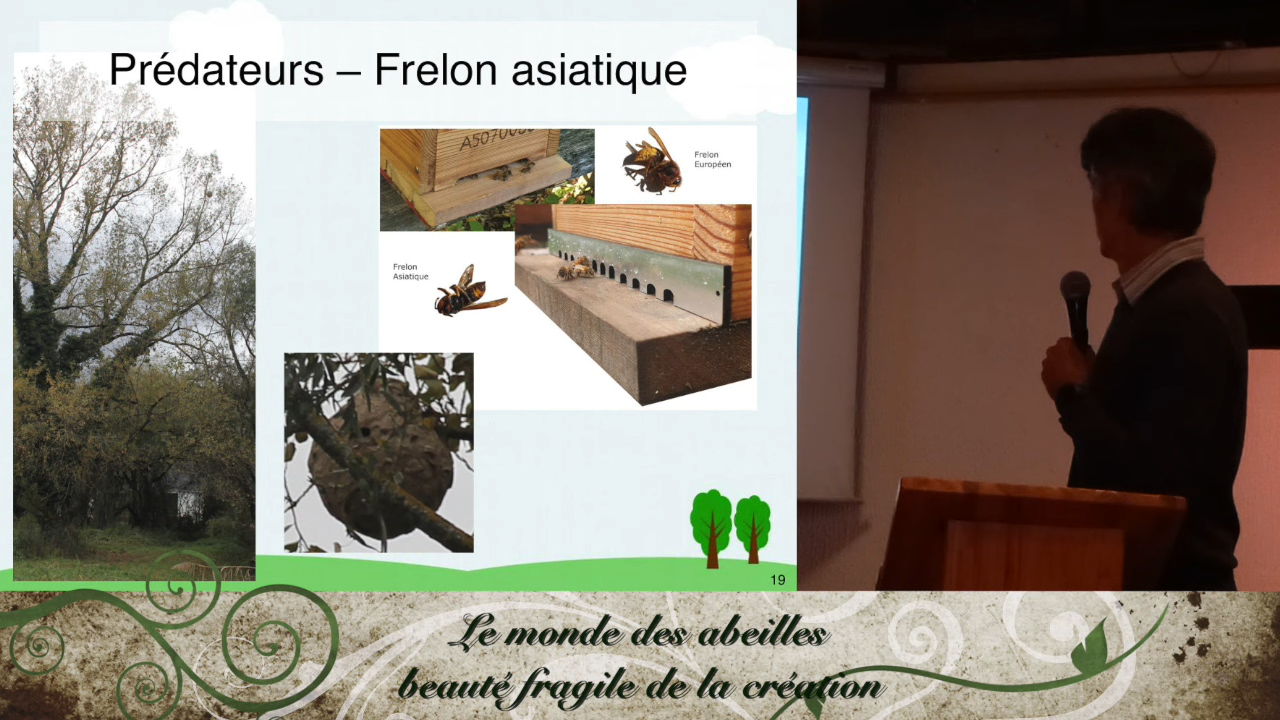 Prédateurs – Frelon asiatique
Frelon
Européen
Frelon
Asiatique
19
Le monde des abeilles
beauté fragile de la création